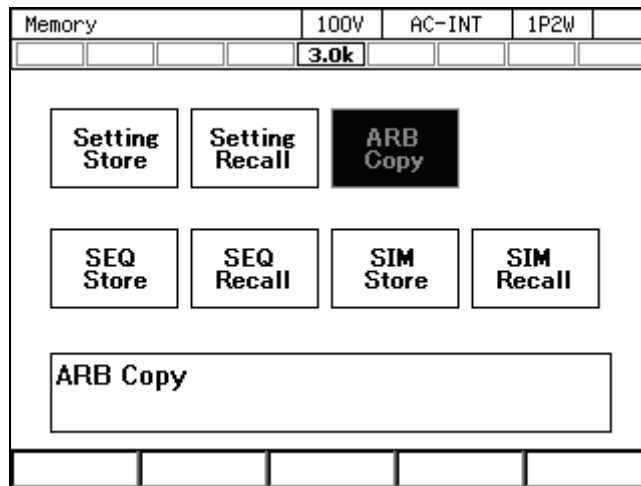 Memory 100V AC-INT 1P2W
3.0k
Setting Store
Setting Recall
ARB Copy
SEQ Store
SEQ Recall
SIM Store
SIM Recall
ARB Copy